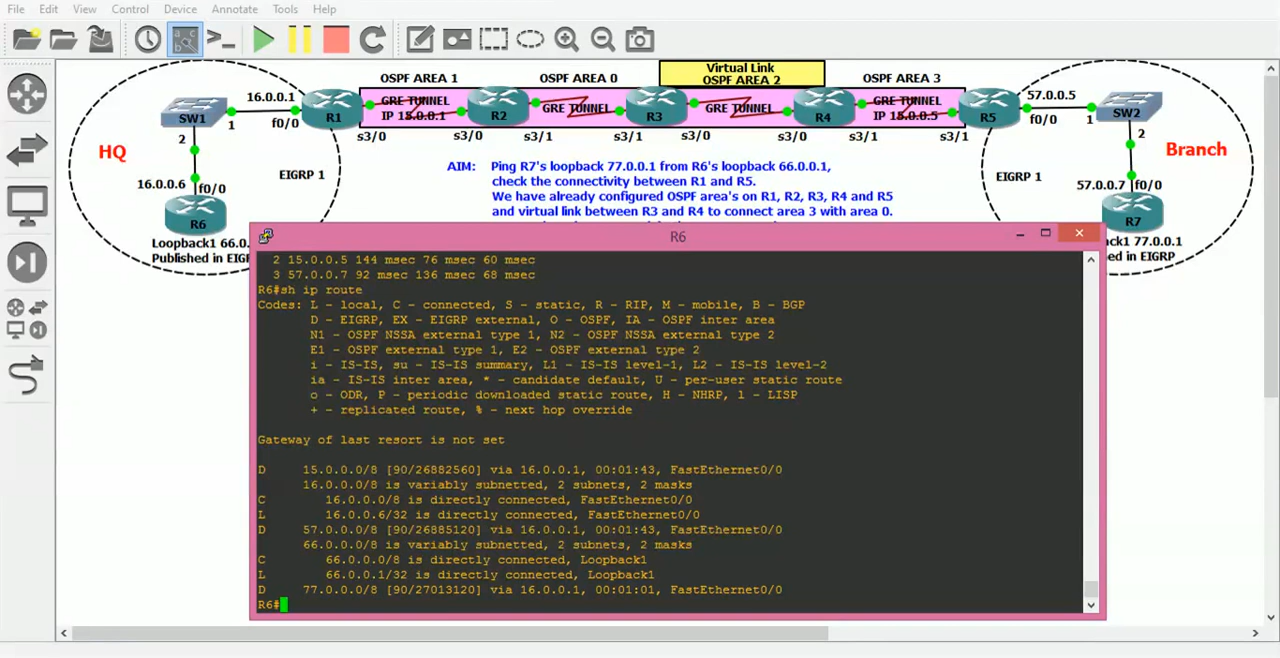 File Edit View Control Device Annotate Tools Help
Virtual Link
OSPF AREA 2
OSPF AREA 1
OSPF AREA 0
OSPF AREA 3
16.0.0.1
GRE TUNNEL
IP 15.0.0.1
GRE TUNNEL
GRE TUNNEL
GRE TUNNEL
IP 15.0.0.5
57.0.0.5
SW1
1
f0/0
R1
R2
R3
R4
R5
f0/0
1
SW2
2
s3/0
s3/0
s3/1
s3/1
s3/0
s3/0
s3/1
s3/1
2
HQ
Branch
AIM: Ping R7's loopback 77.0.0.1 from R6's loopback 66.0.0.1,
check the connectivity between R1 and R5.
We have already configured OSPF area's on R1, R2, R3, R4 and R5
and virtual link between R3 and R4 to connect area 3 with area 0.
EIGRP 1
EIGRP 1
16.0.0.6
f0/0
57.0.0.7
f0/0
R6
R7
Loopback1 66.0.
Published in EIGR
ck1 77.0.0.1
ed in EIGRP
R6
2 15.0.0.5 144 msec 76 msec 60 msec
3 57.0.0.7 92 msec 136 msec 68 msec
R6#sh ip route
Codes: L - local, C - connected, S - static, R - RIP, M - mobile, B - BGP
D - EIGRP, EX - EIGRP external, O - OSPF, IA - OSPF inter area
N1 - OSPF NSSA external type 1, N2 - OSPF NSSA external type 2
E1 - OSPF external type 1, E2 - OSPF external type 2
i - IS-IS, su - IS-IS summary, L1 - IS-IS level-1, L2 - IS-IS level-2
ia - IS-IS inter area, * - candidate default, U - per-user static route
o - ODR, P - periodic downloaded static route, H - NHRP, l - LISP
+ - replicated route, % - next hop override
Gateway of last resort is not set
D 15.0.0.0/8 [90/26882560] via 16.0.0.1, 00:01:43, FastEthernet0/0
16.0.0.0/8 is variably subnetted, 2 subnets, 2 masks
C 16.0.0.0/8 is directly connected, FastEthernet0/0
L 16.0.0.6/32 is directly connected, FastEthernet0/0
D 57.0.0.0/8 [90/26885120] via 16.0.0.1, 00:01:43, FastEthernet0/0
66.0.0.0/8 is variably subnetted, 2 subnets, 2 masks
C 66.0.0.0/8 is directly connected, Loopback1
L 66.0.0.1/32 is directly connected, Loopback1
D 77.0.0.0/8 [90/27013120] via 16.0.0.1, 00:01:01, FastEthernet0/0
R6#